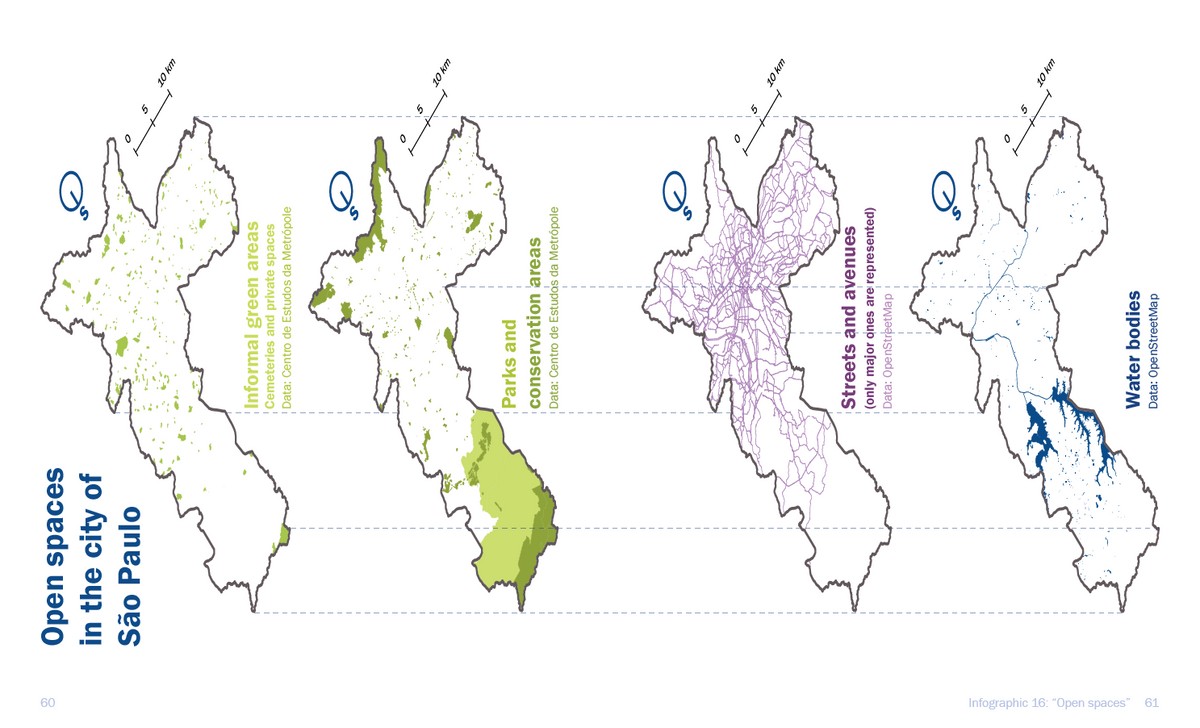 Open spaces
in the city of
São Paulo
0 5 10 km
S
Informal green areas
Cemeteries and private spaces
Data: Centro de Estudos da Metrópole
0 5 10 km
S
Parks and
conservation areas
Data: Centro de Estudos da Metrópole
0 5 10 km
S
Streets and avenues
(only major ones are represented)
Data: OpenStreetMap
0 5 10 km
S
Water bodies
Data: OpenStreetMap
60
Infographic 16: “Open spaces” 61